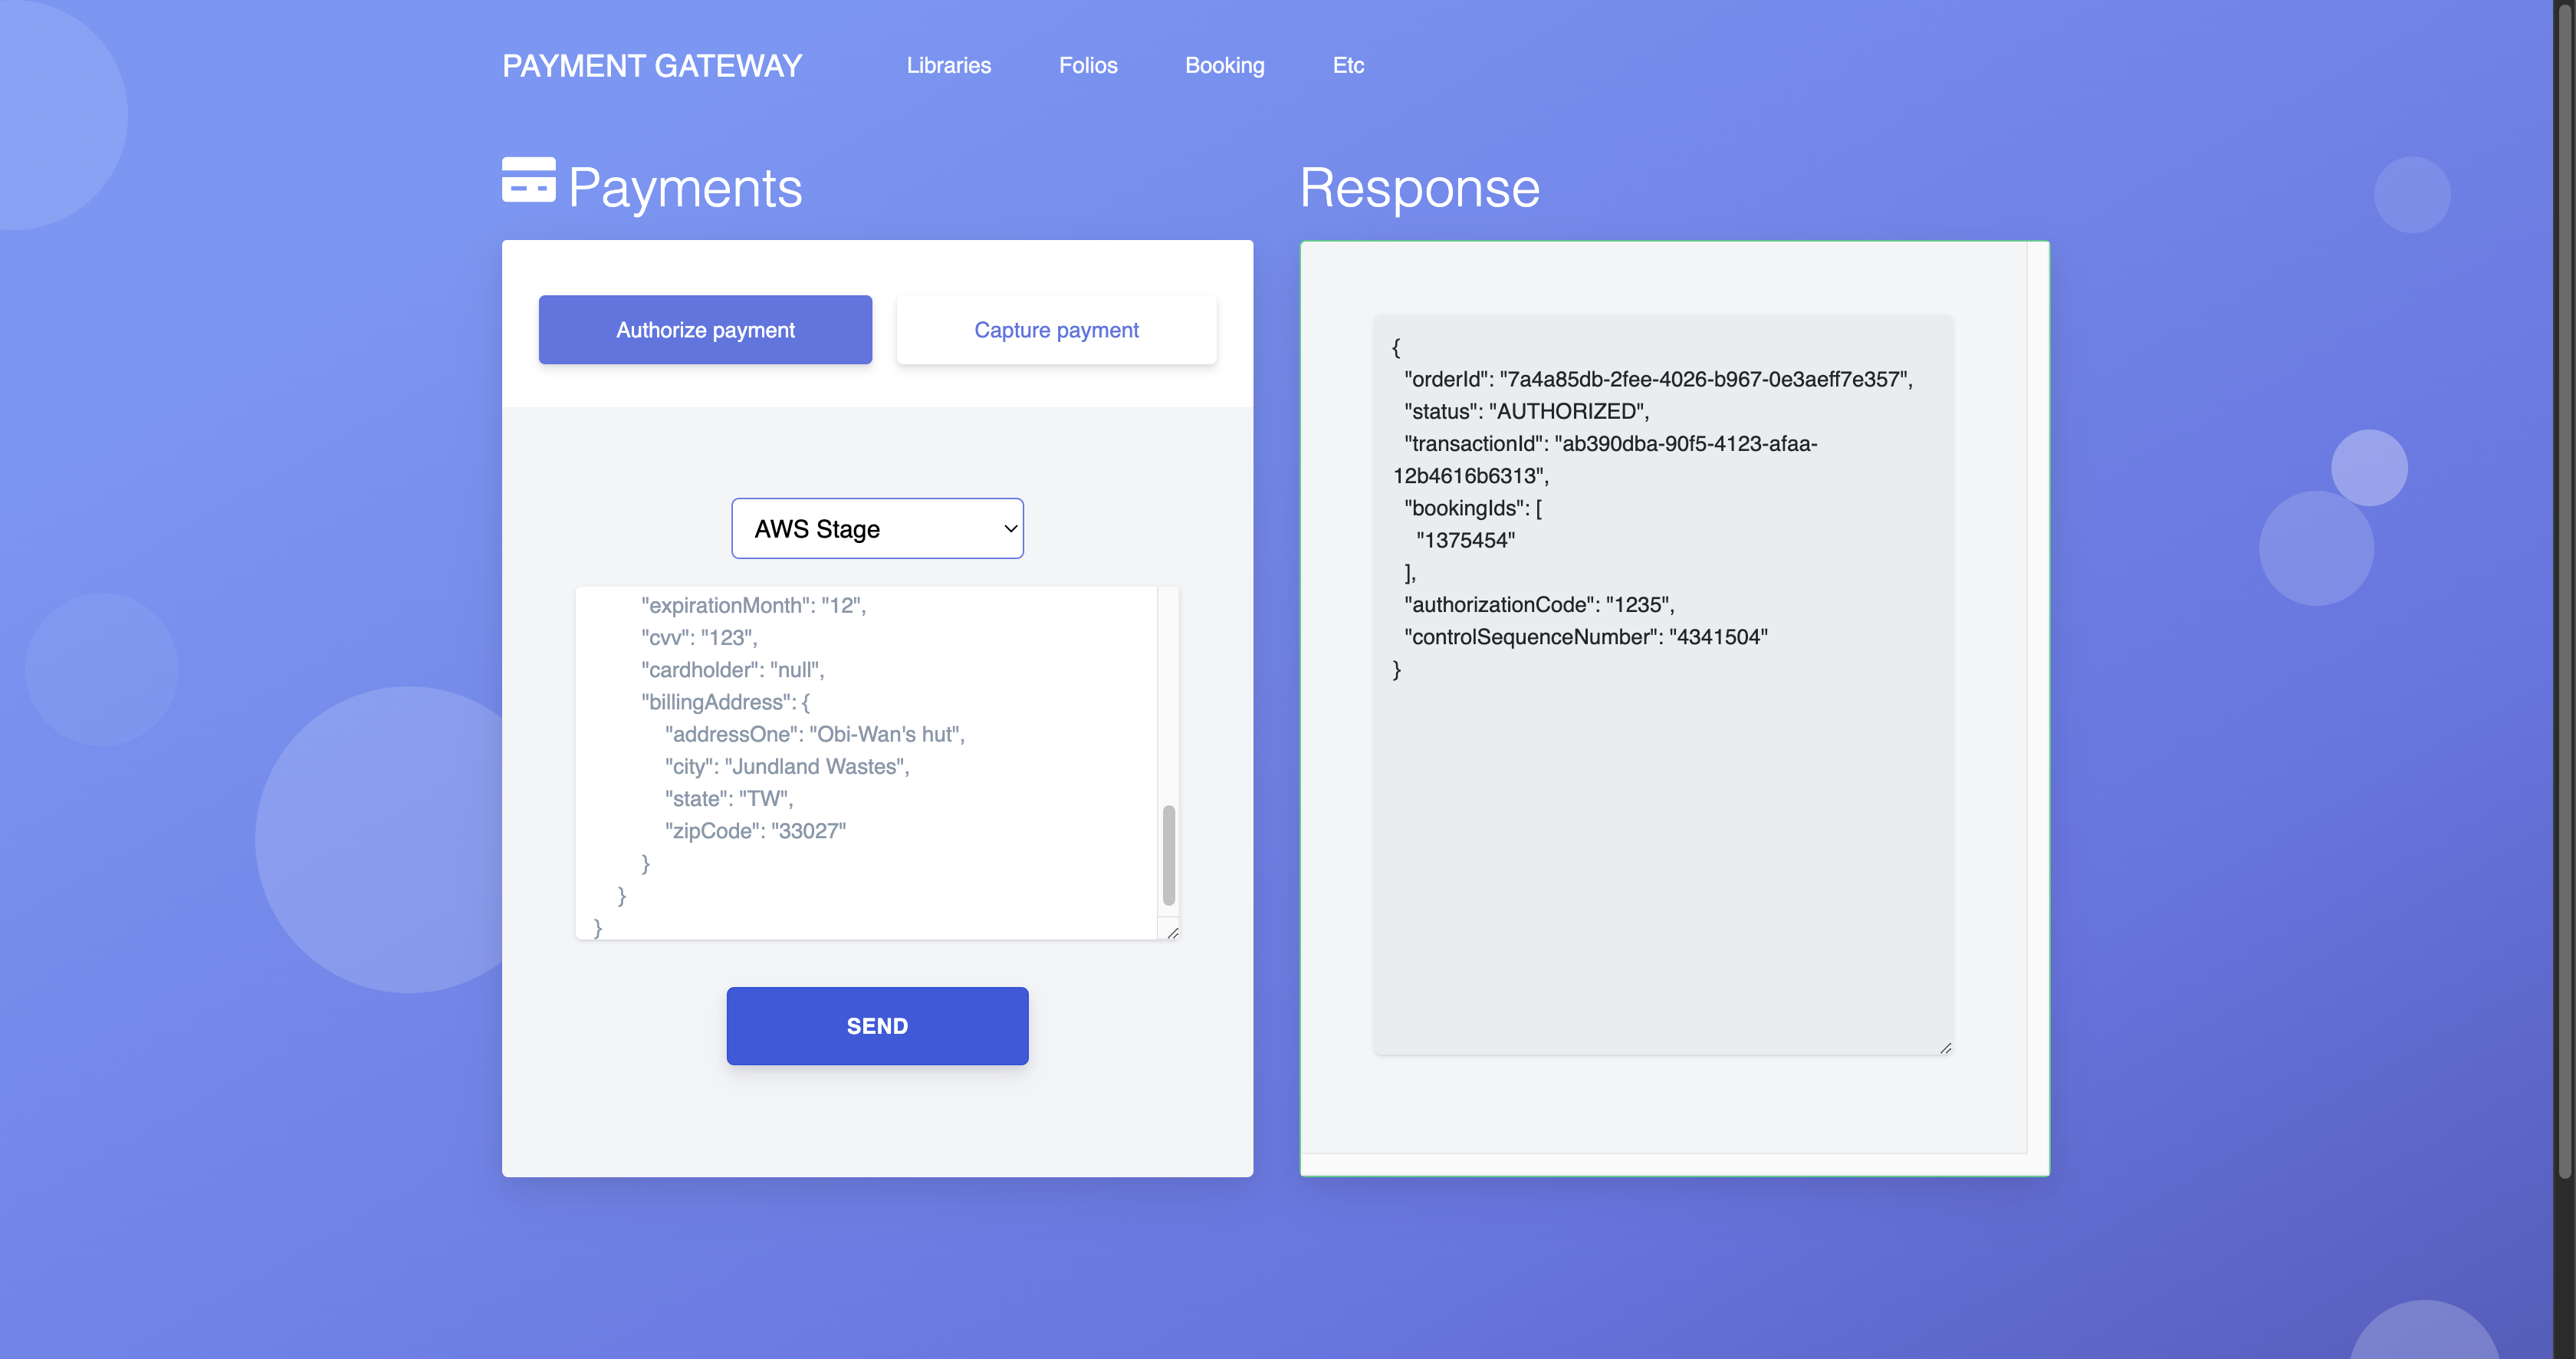 PAYMENT GATEWAY
Libraries
Folios
Booking
Etc
Payments
Authorize payment
Capture payment
AWS Stage
"expirationMonth": "12",
"cvv": "123",
"cardholder": "null",
"billingAddress": {
"addressOne": "Obi-Wan's hut",
"city": "Jundland Wastes",
"state": "TW",
"zipCode": "33027"
}
}
}
SEND
Response
{
"orderId": "7a4a85db-2fee-4026-b967-0e3aeff7e357",
"status": "AUTHORIZED",
"transactionId": "ab390dba-90f5-4123-afaa-
12b4616b6313",
"bookingIds": [
"1375454"
],
"authorizationCode": "1235",
"controlSequenceNumber": "4341504"
}